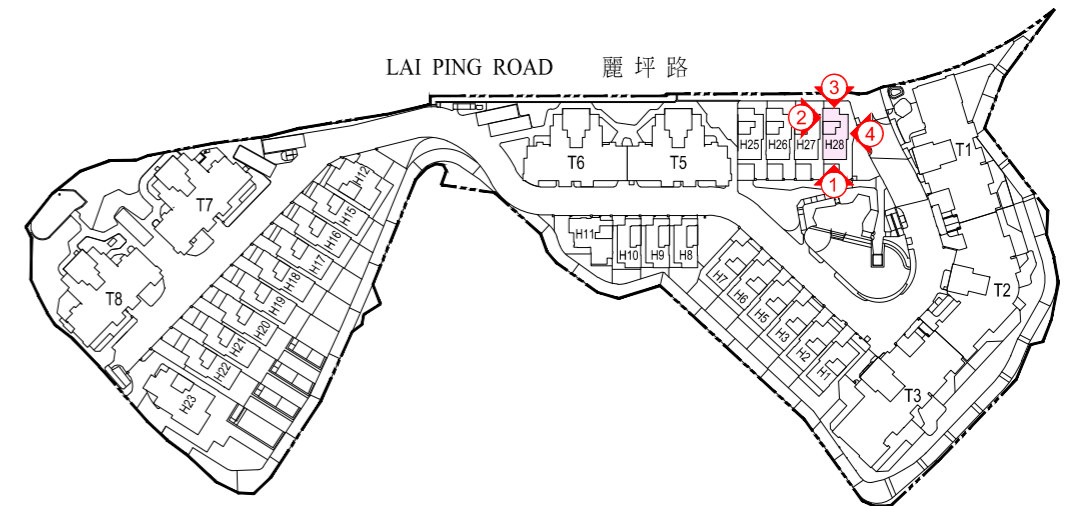 LAI PING ROAD 麗坪路
3
2
4
H25
H26
H27
H28
1
T1
T6
T5
H12
H15
H16
H17
H18
H19
H20
H21
H22
H23
T7
T8
H11
H10
H9
H8
H7
H6
H5
H3
H2
H1
T2
T3